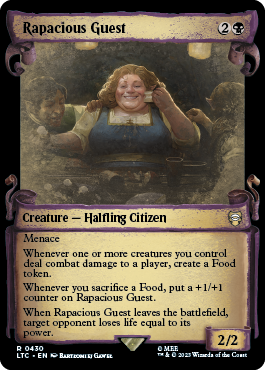 Rapacious Guest 2
Creature — Halfling Citizen
Menace
Whenever one or more creatures you control
deal combat damage to a player, create a Food
token.
Whenever you sacrifice a Food, put a +1/+1
counter on Rapacious Guest.
When Rapacious Guest leaves the battlefield,
target opponent loses life equal to its
power.
2/2
R 0430
LTC • EN Bartłomiej Gaweł
© MEE
™ & © 2023 Wizards of the Coast